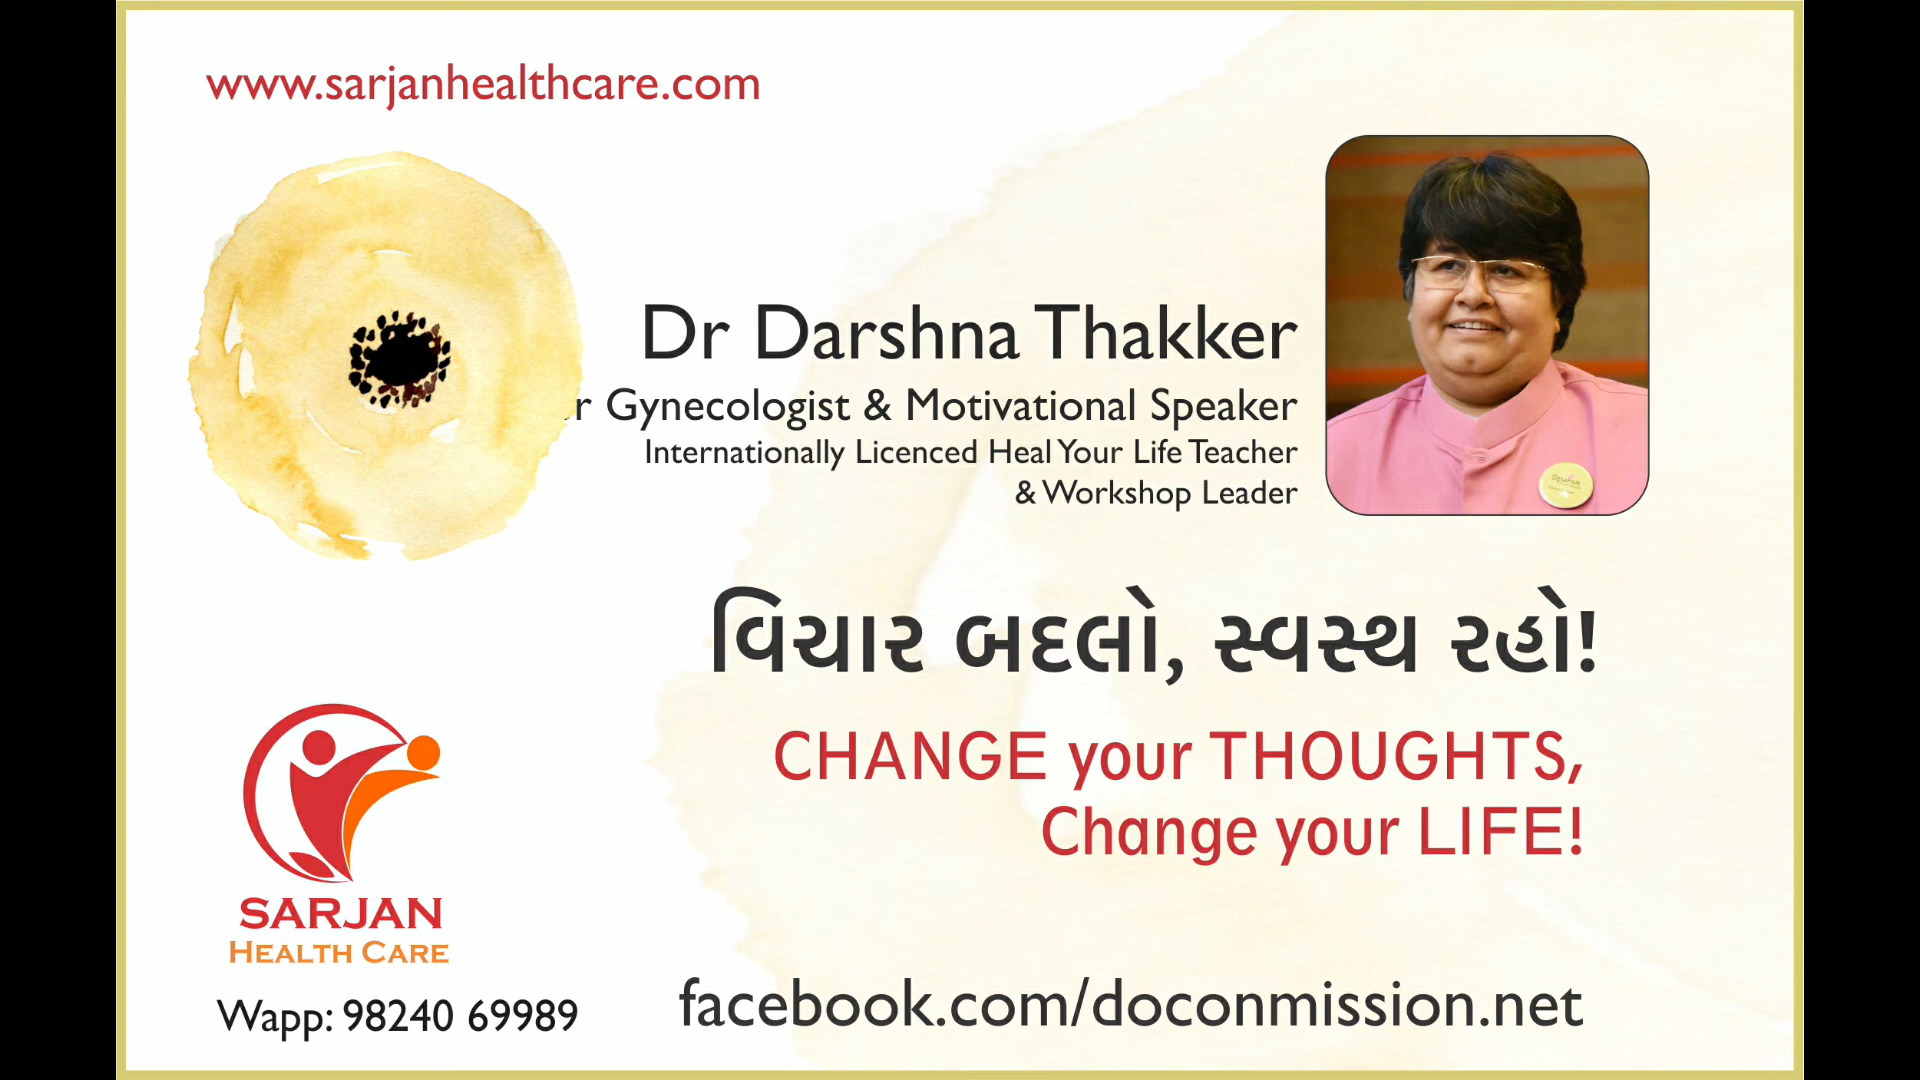 www.sarjanhealthcare.com
Dr Darshna Thakker
Gynecologist & Motivational Speaker
Internationally Licenced Heal Your Life Teacher
& Workshop Leader
વિચાર બદલો, સ્વસ્થ રહો!
CHANGE your THOUGHTS,
Change your LIFE!
SARJAN
HEALTH CARE
Wapp: 98240 69989
facebook.com/doconmission.net